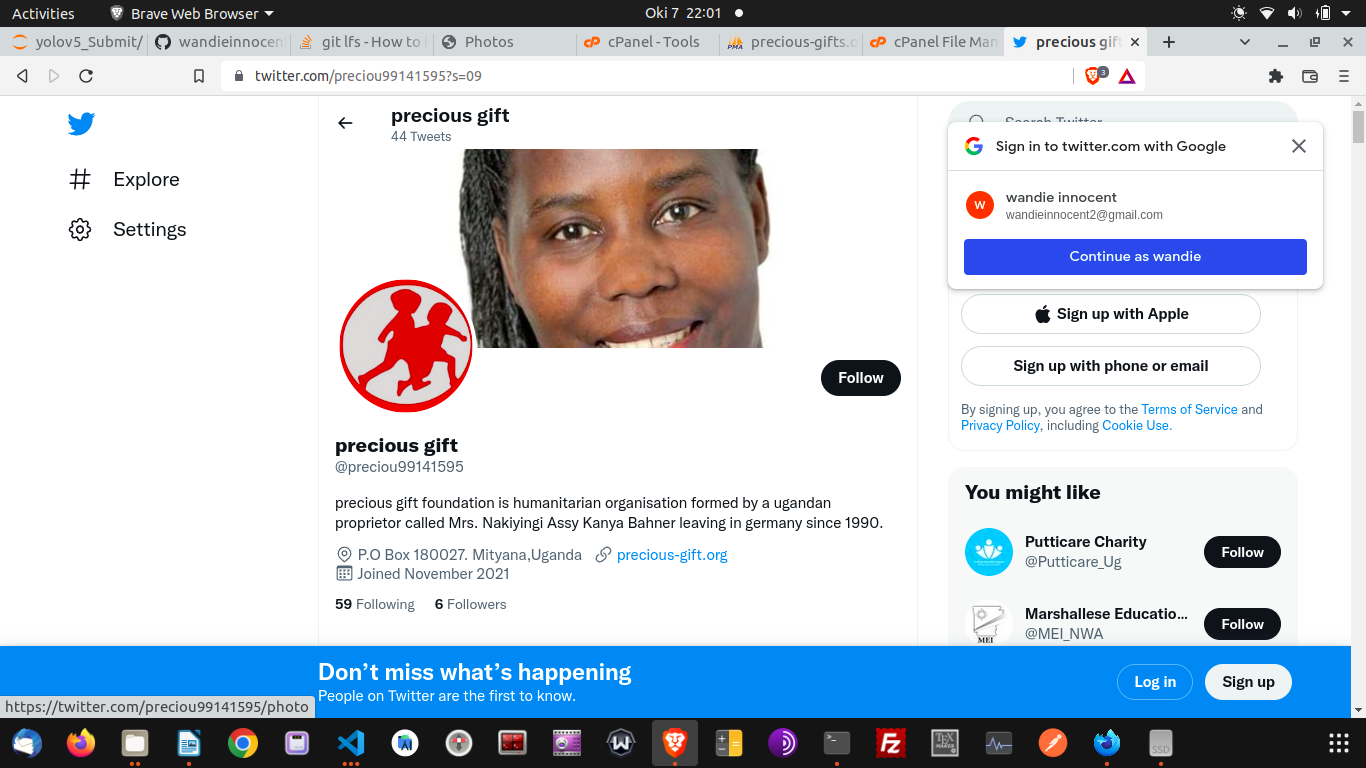 Activities
Brave Web Browser
Oki 7 22:01
yolov5_Submit/
wandieinnocen
git lfs - How to i
Photos
cPanel - Tools
precious-gifts.o
cPanel File Man
precious gif
twitter.com/preciou99141595?s=09
3
precious gift
44 Tweets
Explore
Settings
Search Twitter
Sign in to twitter.com with Google
W
wandie innocent
wandieinnocent2@gmail.com
Continue as wandie
Sign up with Apple
Sign up with phone or email
By signing up, you agree to the Terms of Service and
Privacy Policy, including Cookie Use.
Follow
precious gift
@preciou99141595
precious gift foundation is humanitarian organisation formed by a ugandan
proprietor called Mrs. Nakiyingi Assy Kanya Bahner leaving in germany since 1990.
P.O Box 180027. Mityana,Uganda
precious-gift.org
Joined November 2021
59 Following
6 Followers
You might like
Putticare Charity
@Putticare_Ug
Follow
Marshallese Educatio...
@MEI_NWA
Follow
MEI
Don't miss what's happening
People on Twitter are the first to know.
Log in
Sign up
https://twitter.com/preciou99141595/photo
SSD